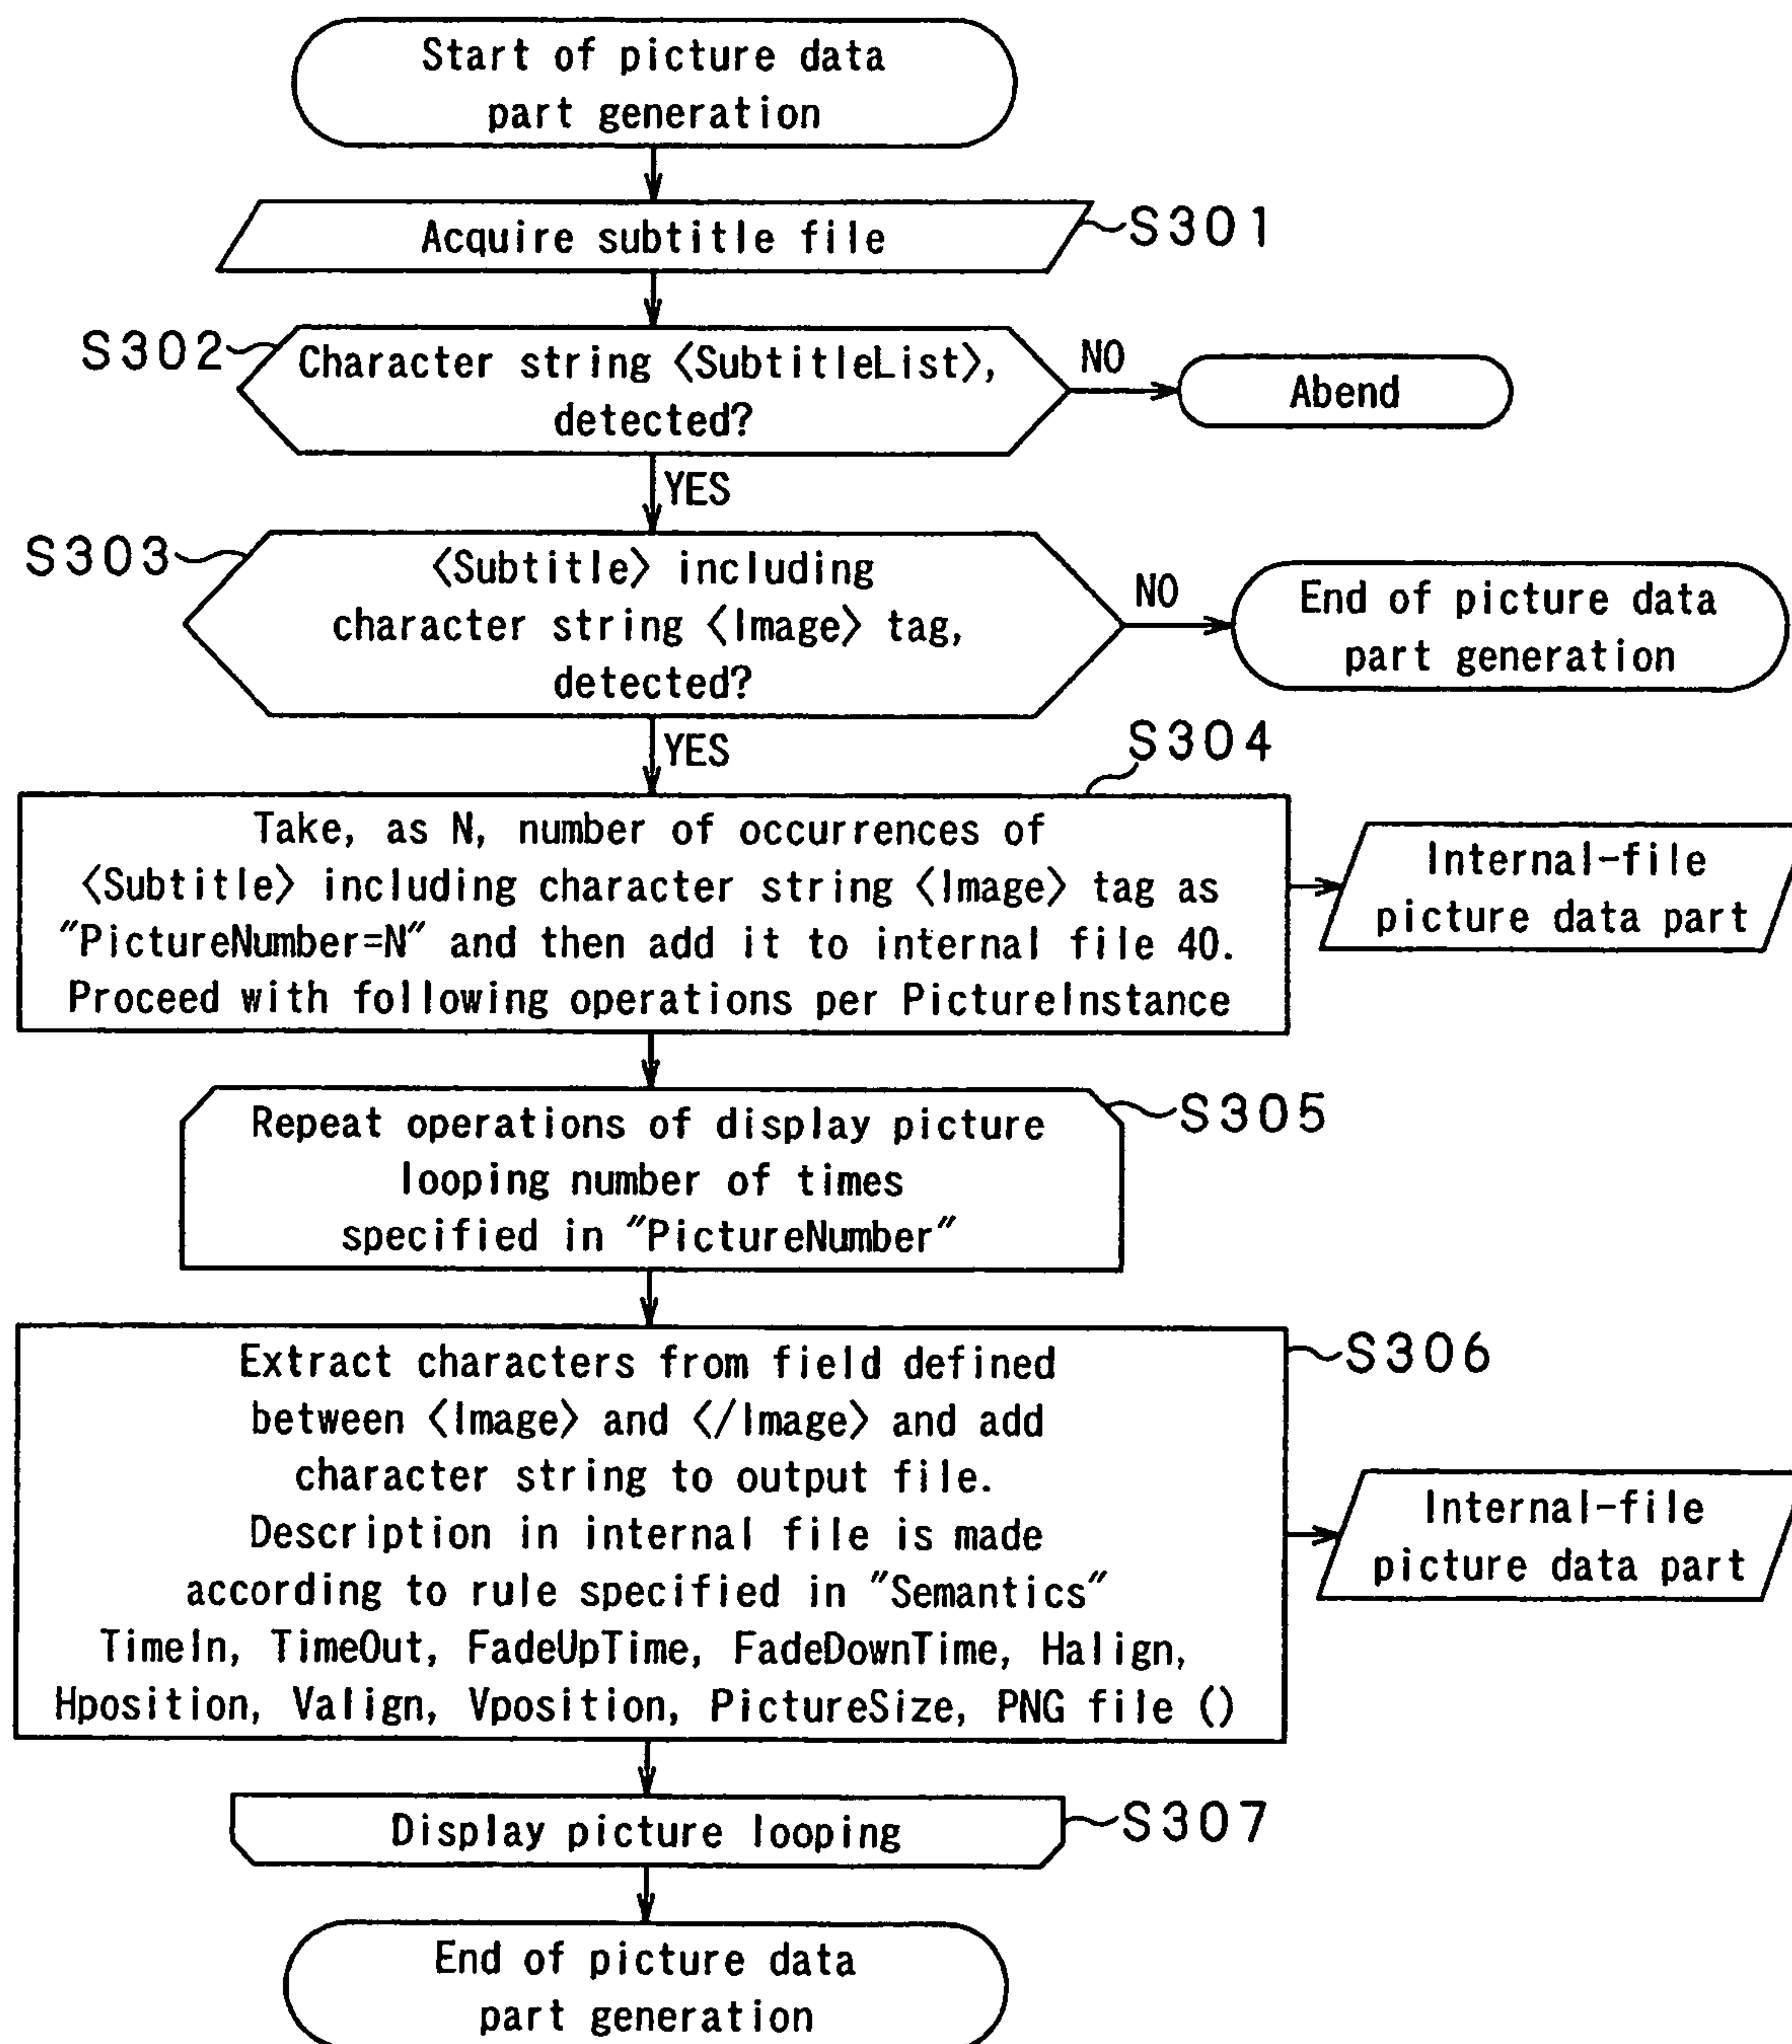 Start of picture data
part generation
Acquire subtitle file
S301
S302
Character string <SubtitleList>,
detected?
NO
Abend
YES
S303
<Subtitle> including
character string <Image> tag,
detected?
NO
End of picture data
part generation
YES
S304
Take, as N, number of occurrences of
<Subtitle> including character string <Image> tag as
"PictureNumber=N" and then add it to internal file 40.
Proceed with following operations per PictureInstance
Internal-file
picture data part
Repeat operations of display picture
looping number of times
specified in "PictureNumber"
S305
Extract characters from field defined
between <Image> and </Image> and add
character string to output file.
Description in internal file is made
according to rule specified in "Semantics"
TimeIn, TimeOut, FadeUpTime, FadeDownTime, Halign,
Hposition, Valign, Vposition, PictureSize, PNG file ()
S306
Internal-file
picture data part
Display picture looping
S307
End of picture data
part generation